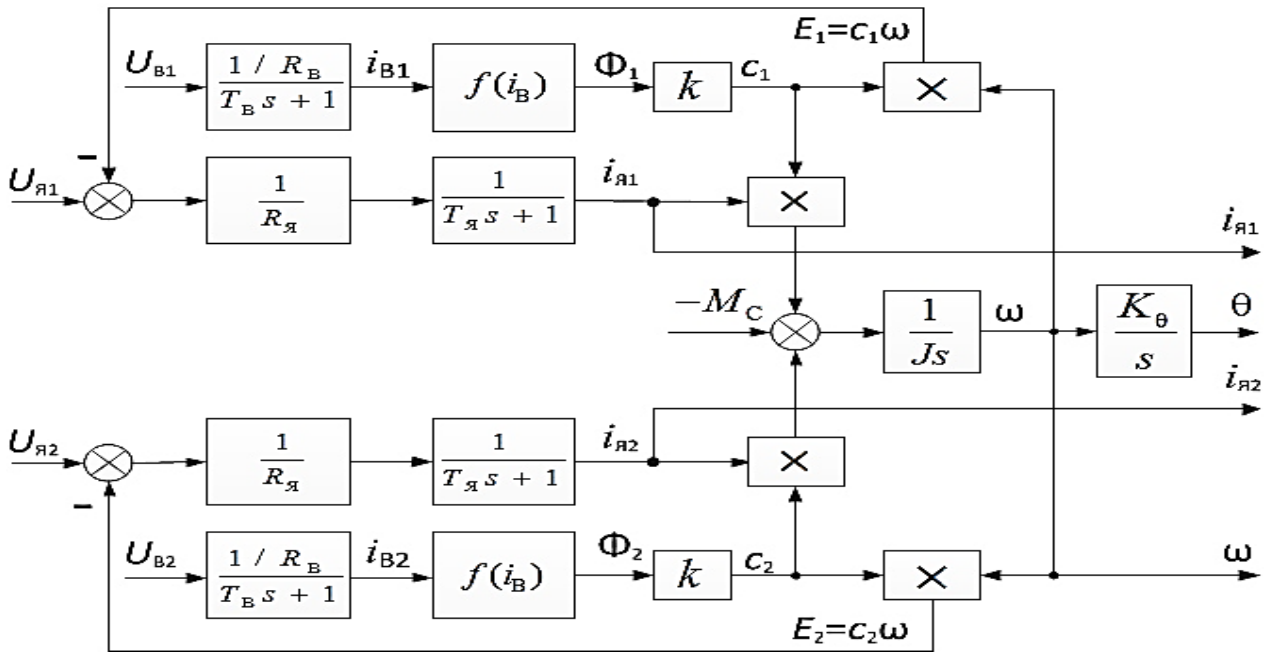 E₁=c₁ω
U_В1
1 / R_В
T_В s + 1
i_В1
f(i_В)
Φ₁
k
c₁
×
−
U_Я1
1
R_Я
1
T_Я s + 1
i_Я1
×
i_Я1
−M_С
1
Js
ω
K_θ
s
θ
i_Я2
U_Я2
1
R_Я
1
T_Я s + 1
i_Я2
×
−
U_В2
1 / R_В
T_В s + 1
i_В2
f(i_В)
Φ₂
k
c₂
×
ω
E₂=c₂ω